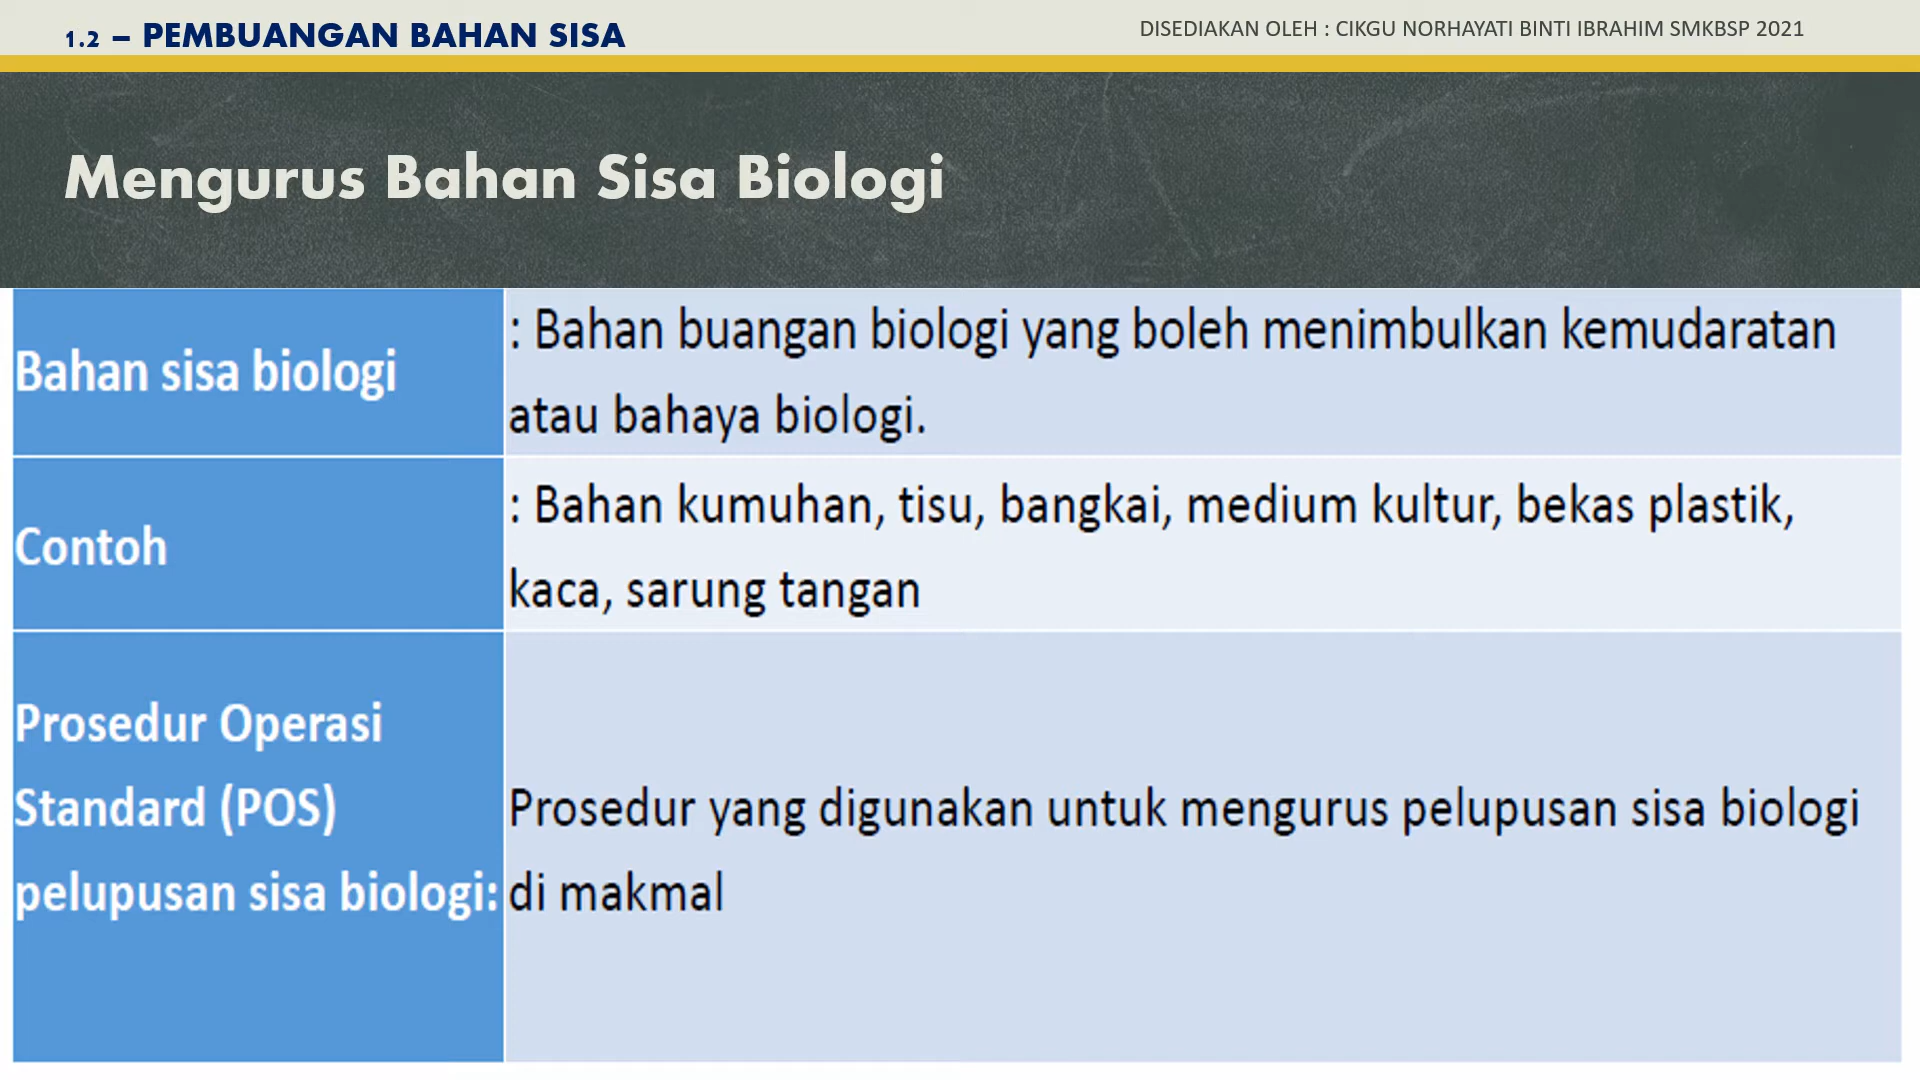 1.2 – PEMBUANGAN BAHAN SISA
DISEDIAKAN OLEH : CIKGU NORHAYATI BINTI IBRAHIM SMKBSP 2021
Mengurus Bahan Sisa Biologi
Bahan sisa biologi
: Bahan buangan biologi yang boleh menimbulkan kemudaratan
atau bahaya biologi.
Contoh
: Bahan kumuhan, tisu, bangkai, medium kultur, bekas plastik,
kaca, sarung tangan
Prosedur Operasi
Standard (POS)
pelupusan sisa biologi:
Prosedur yang digunakan untuk mengurus pelupusan sisa biologi
di makmal